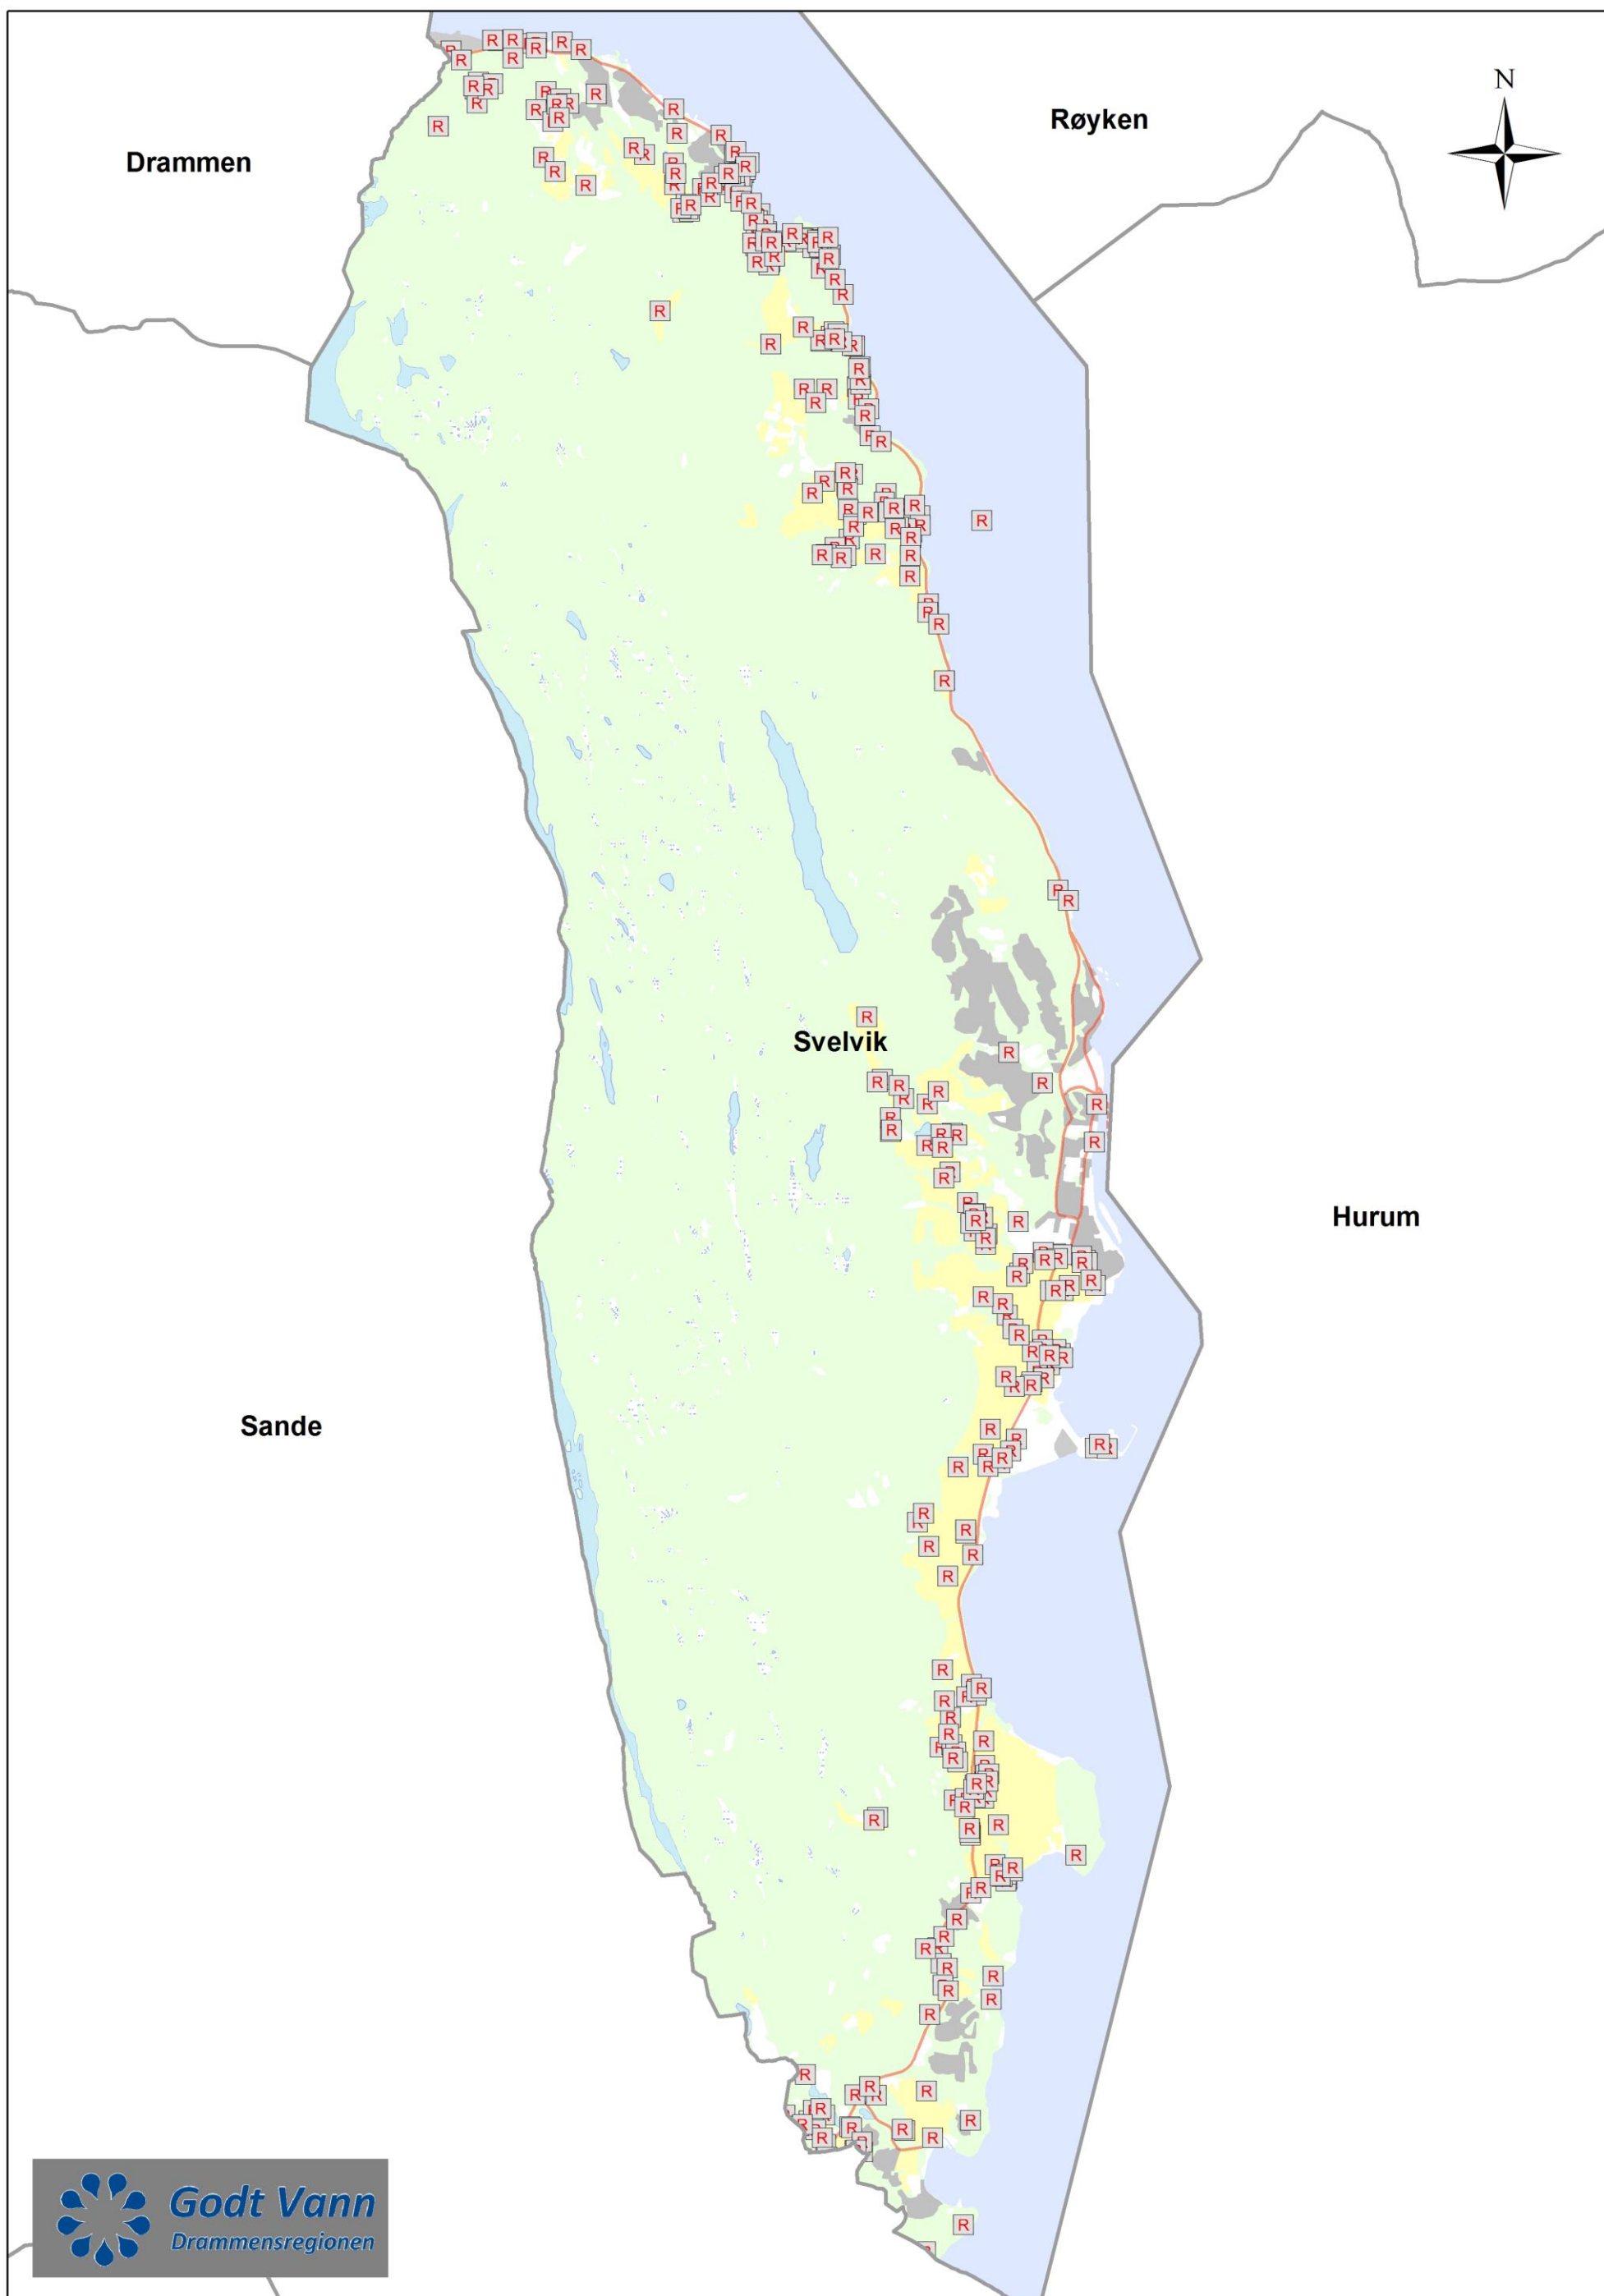 N
Røyken
Drammen
Svelvik
Hurum
Sande
Godt Vann
Drammensregionen
R